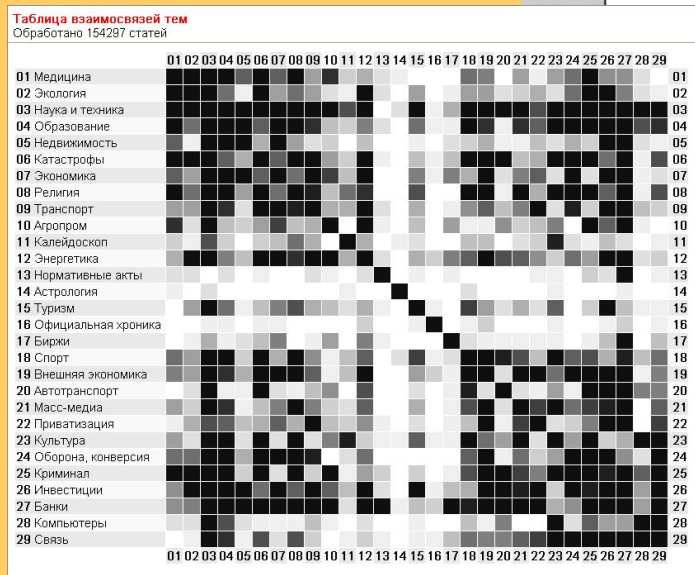 Таблица взаимосвязей тем
Обработано 154297 статей
01 02 03 04 05 06 07 08 09 10 11 12 13 14 15 16 17 18 19 20 21 22 23 24 25 26 27 28 29
01 Медицина 01
02 Экология 02
03 Наука и техника 03
04 Образование 04
05 Недвижимость 05
06 Катастрофы 06
07 Экономика 07
08 Религия 08
09 Транспорт 09
10 Агропром 10
11 Калейдоскоп 11
12 Энергетика 12
13 Нормативные акты 13
14 Астрология 14
15 Туризм 15
16 Официальная хроника 16
17 Биржи 17
18 Спорт 18
19 Внешняя экономика 19
20 Автотранспорт 20
21 Масс-медиа 21
22 Приватизация 22
23 Культура 23
24 Оборона, конверсия 24
25 Криминал 25
26 Инвестиции 26
27 Банки 27
28 Компьютеры 28
29 Связь 29
01 02 03 04 05 06 07 08 09 10 11 12 13 14 15 16 17 18 19 20 21 22 23 24 25 26 27 28 29